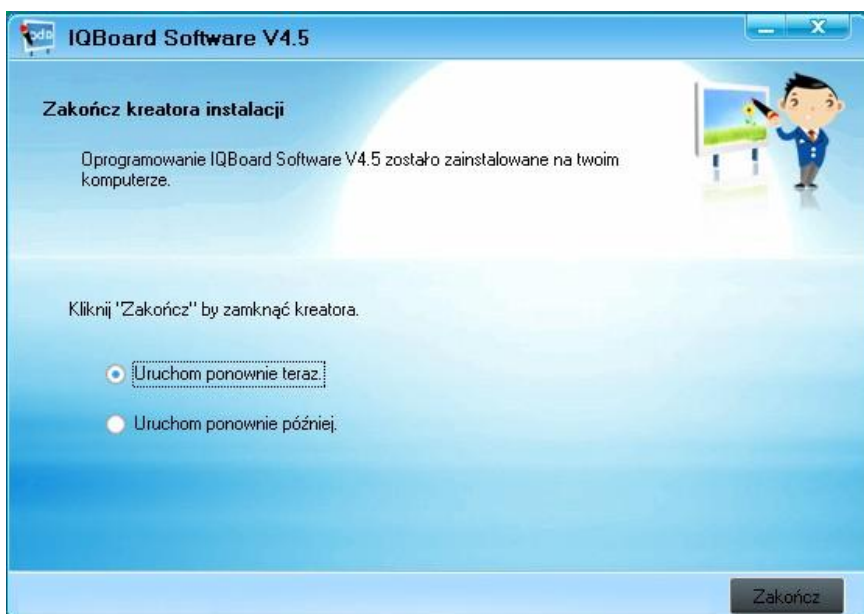 IQBoard Software V4.5
Zakończ kreatora instalacji
Oprogramowanie IQBoard Software V4.5 zostało zainstalowane na twoim
komputerze.
Kliknij "Zakończ" by zamknąć kreatora.
Uruchom ponownie teraz.
Uruchom ponownie później.
Zakończ